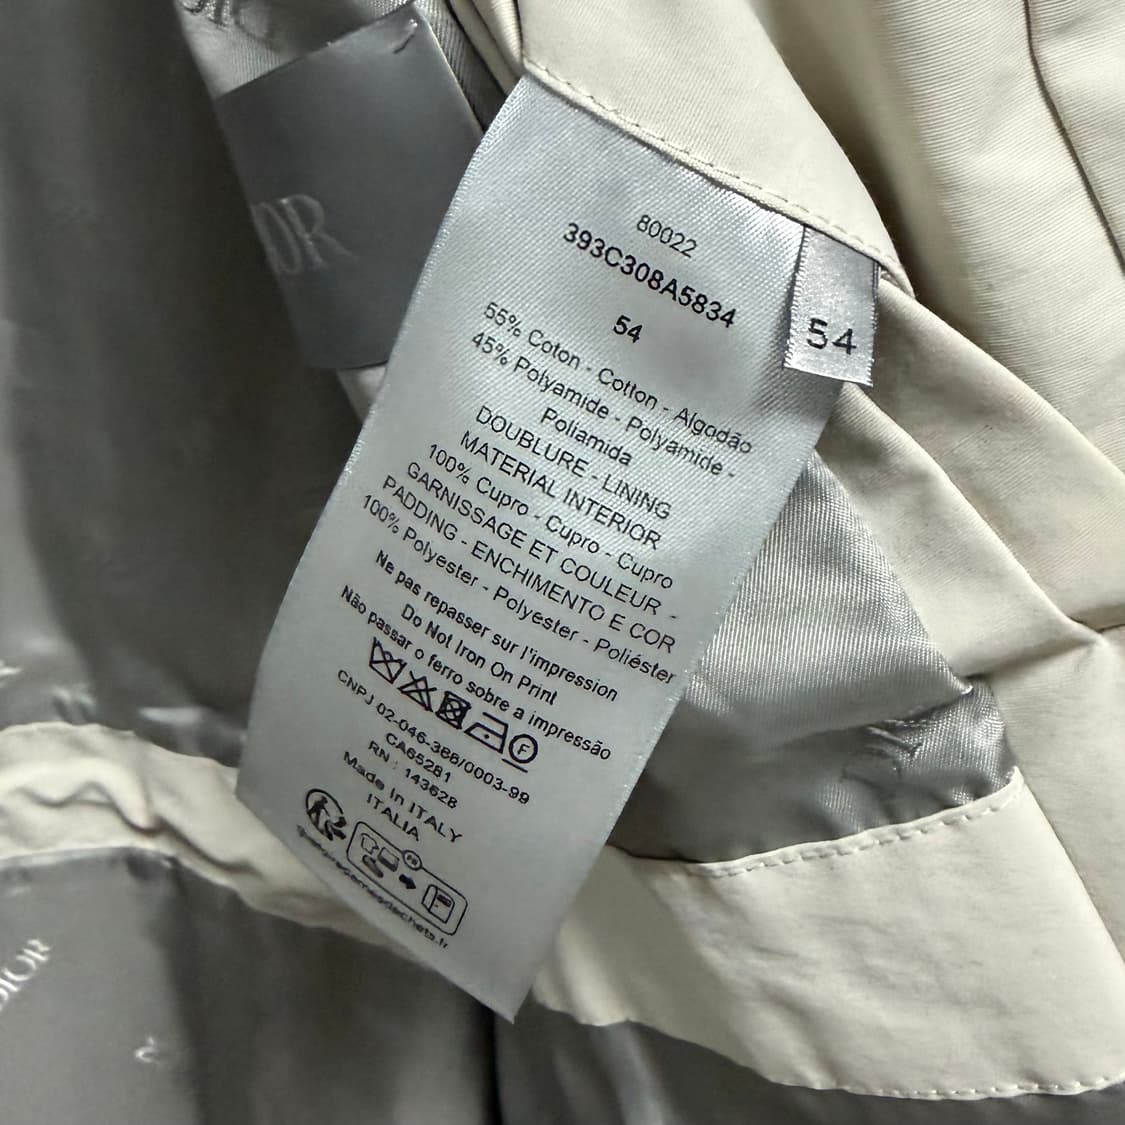 80022
393C308A5834
54
54
55% Coton - Cotton - Algodão
45% Polyamide - Polyamide -
Poliamida
DOUBLURE - LINING
MATERIAL INTERIOR
100% Cupro - Cupro - Cupro
GARNISSAGE ET COULEUR -
PADDING - ENCHIMENTO E COR
100% Polyester - Polyester - Poliéster
Ne pas repasser sur l'impression
Do Not Iron On Print
Não passar o ferro sobre a impressão
F
CNPJ 02-046-388/0003-99
CA65281
RN : 143628
Made in ITALY
ITALIA
FR
DIOR